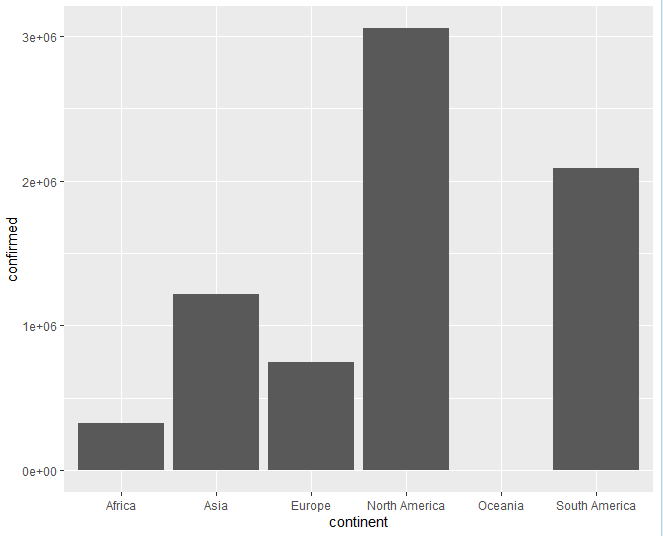 3e+06
2e+06
1e+06
0e+00
confirmed
Africa Asia Europe North America Oceania South America
continent